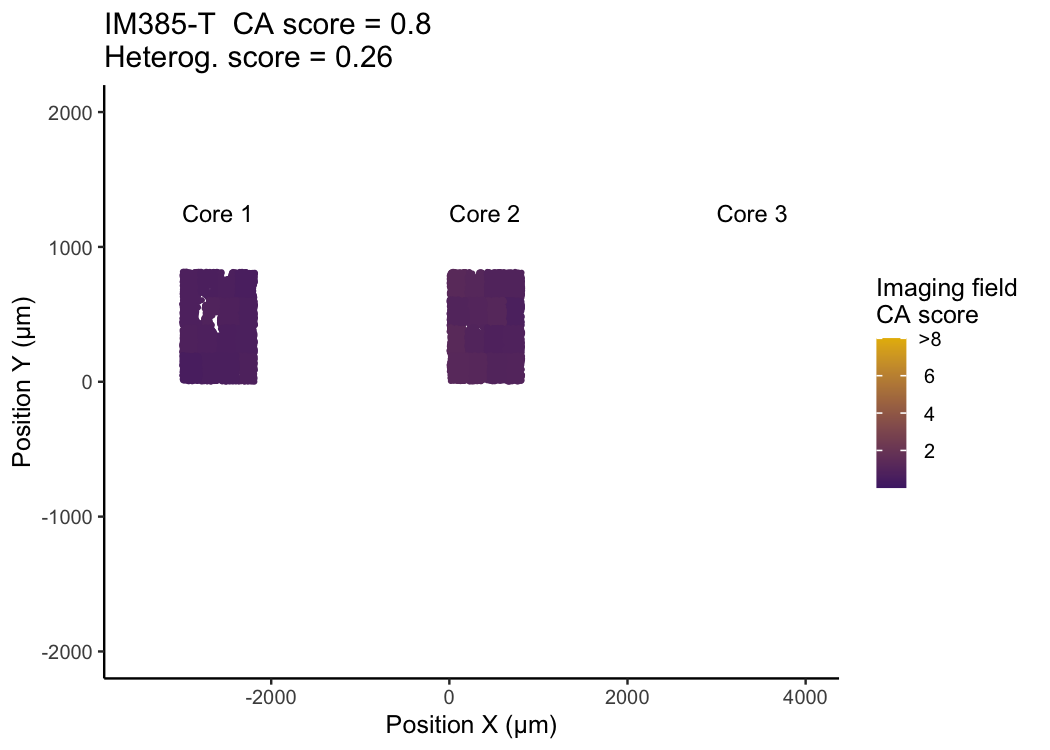 IM385-T  CA score = 0.8
Heterog. score = 0.26
2000
1000
0
-1000
-2000
Position Y (µm)
Core 1
Core 2
Core 3
-2000
0
2000
4000
Position X (µm)
Imaging field
CA score
>8
6
4
2